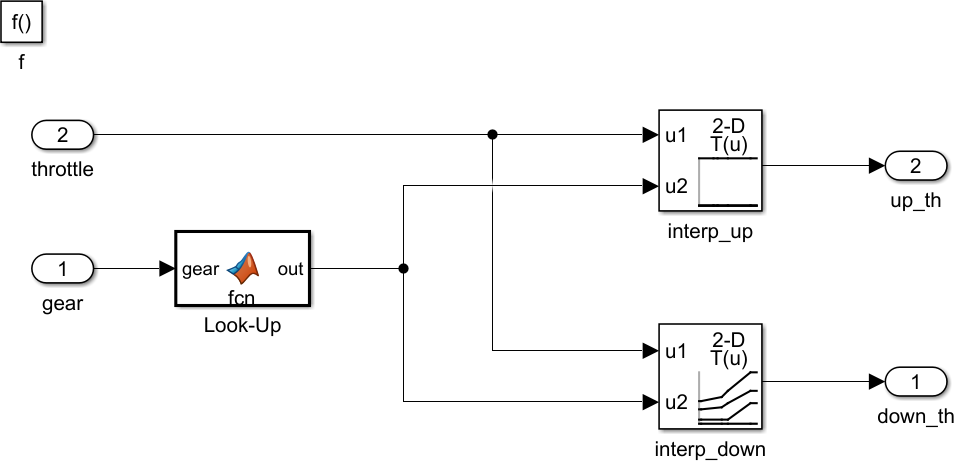 f()
f
2
throttle
u1
2-D
T(u)
u2
interp_up
2
up_th
1
gear
gear
out
fcn
Look-Up
u1
2-D
T(u)
u2
interp_down
1
down_th